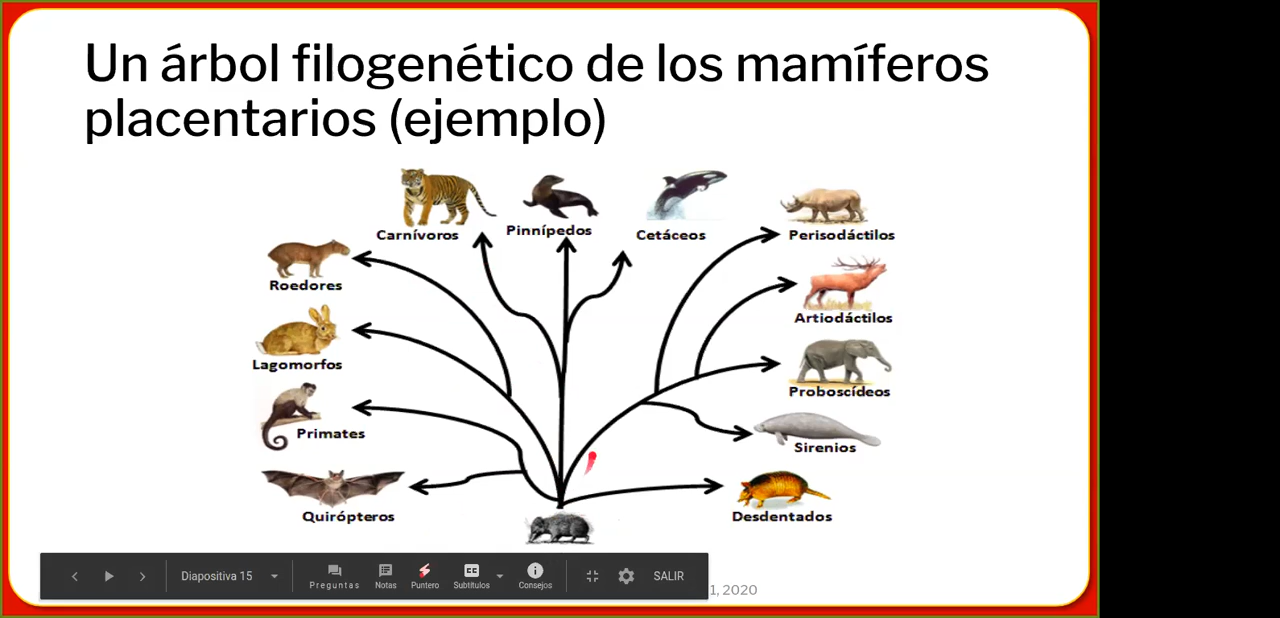 Un árbol filogenético de los mamíferos
placentarios (ejemplo)
Carnívoros
Pinnípedos
Cetáceos
Perisodáctilos
Roedores
Artiodáctilos
Lagomorfos
Proboscídeos
Primates
Sirenios
Quirópteros
Desdentados
Diapositiva 15
Preguntas
Notas
Puntero
Subtítulos
Consejos
SALIR
1, 2020